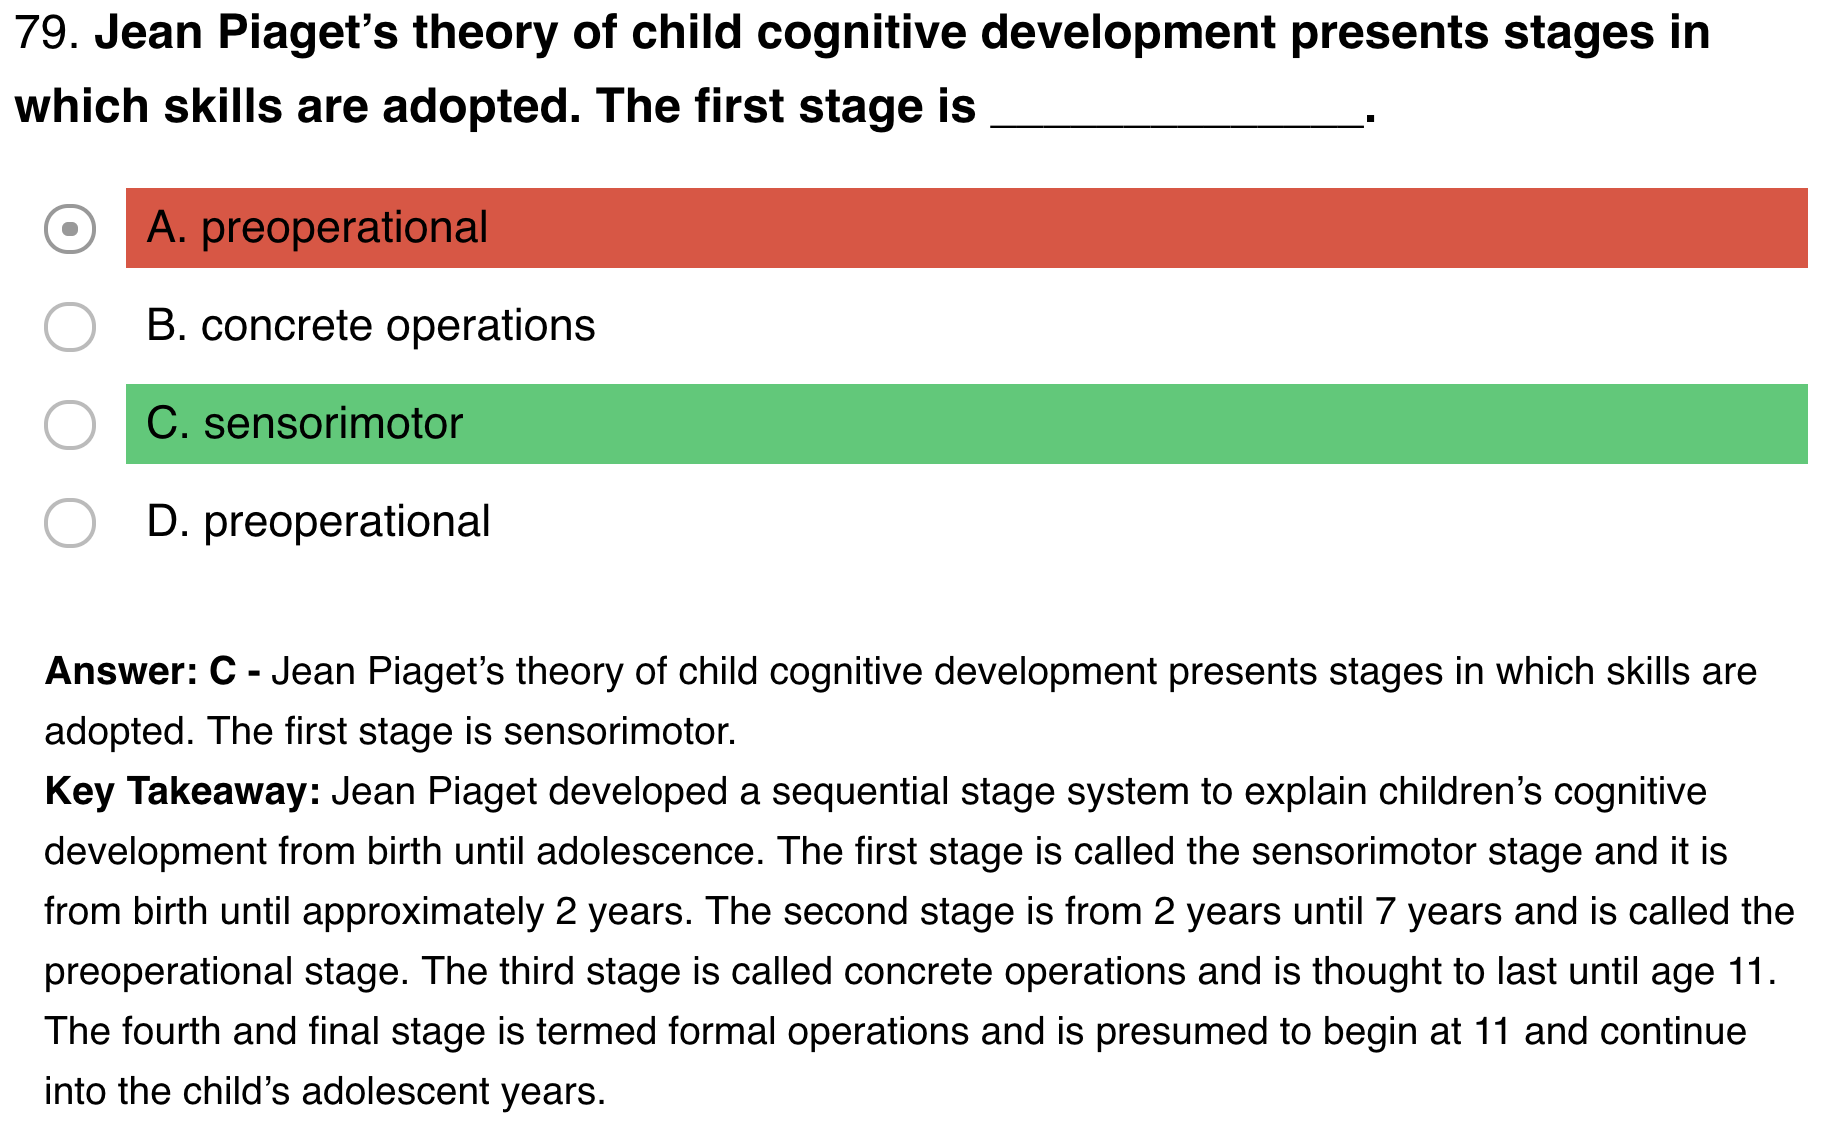 79. Jean Piaget’s theory of child cognitive development presents stages in
which skills are adopted. The first stage is ______________.
A. preoperational
B. concrete operations
C. sensorimotor
D. preoperational
Answer: C - Jean Piaget’s theory of child cognitive development presents stages in which skills are
adopted. The first stage is sensorimotor.
Key Takeaway: Jean Piaget developed a sequential stage system to explain children’s cognitive
development from birth until adolescence. The first stage is called the sensorimotor stage and it is
from birth until approximately 2 years. The second stage is from 2 years until 7 years and is called the
preoperational stage. The third stage is called concrete operations and is thought to last until age 11.
The fourth and final stage is termed formal operations and is presumed to begin at 11 and continue
into the child’s adolescent years.